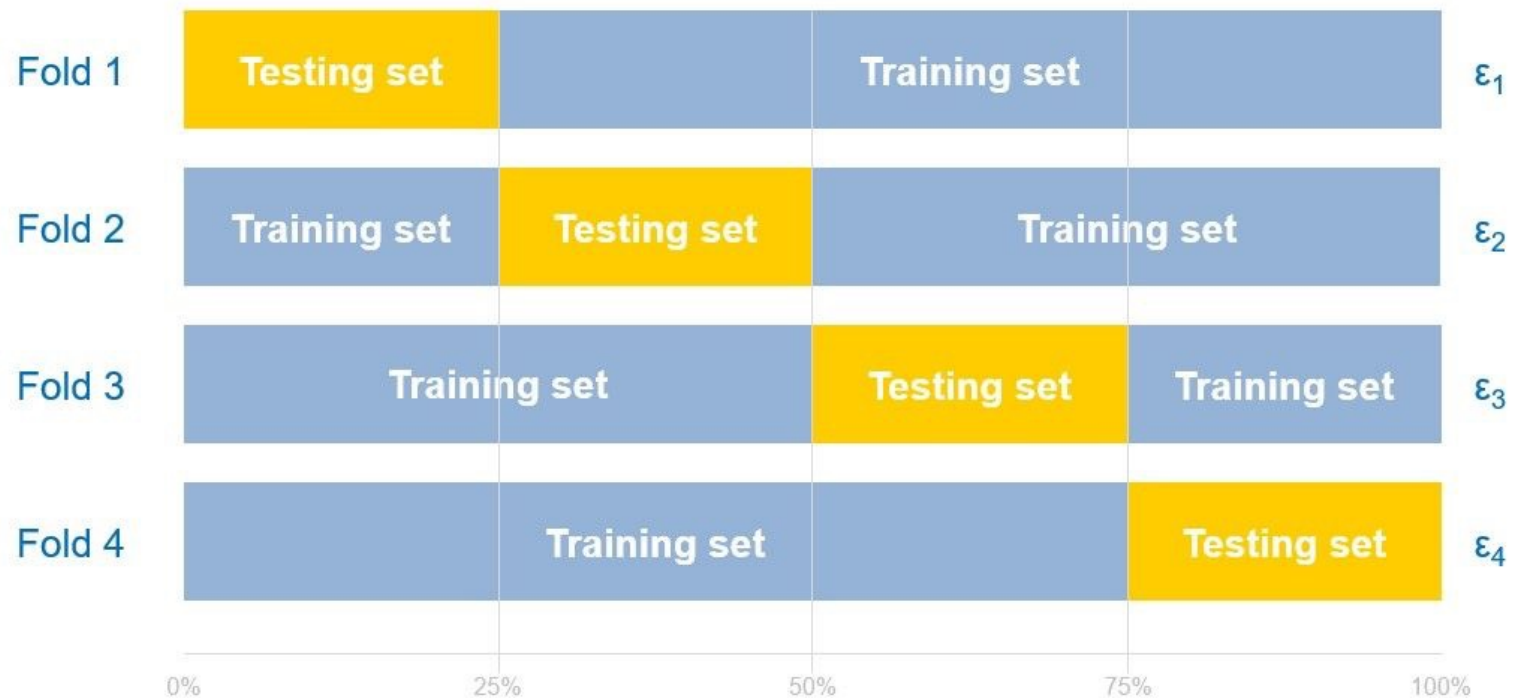 Fold 1 Testing set Training set ε₁
Fold 2 Training set Testing set Training set ε₂
Fold 3 Training set Testing set Training set ε₃
Fold 4 Training set Testing set ε₄
0% 25% 50% 75% 100%